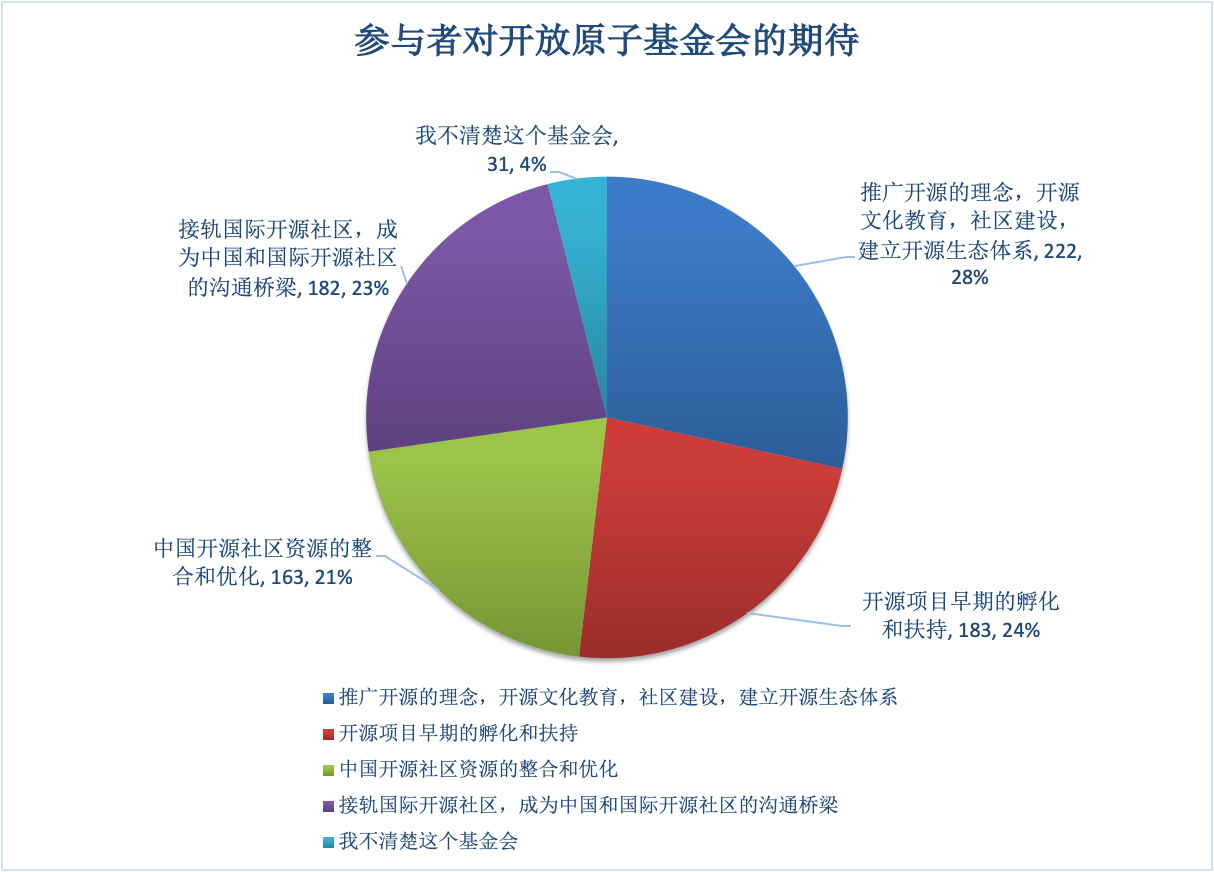 参与者对开放原子基金会的期待
我不清楚这个基金会,
31, 4%
推广开源的理念，开源
文化教育，社区建设，
建立开源生态体系, 222,
28%
接轨国际开源社区，成
为中国和国际开源社区
的沟通桥梁, 182, 23%
中国开源社区资源的整
合和优化, 163, 21%
开源项目早期的孵化
和扶持, 183, 24%
推广开源的理念，开源文化教育，社区建设，建立开源生态体系
开源项目早期的孵化和扶持
中国开源社区资源的整合和优化
接轨国际开源社区，成为中国和国际开源社区的沟通桥梁
我不清楚这个基金会